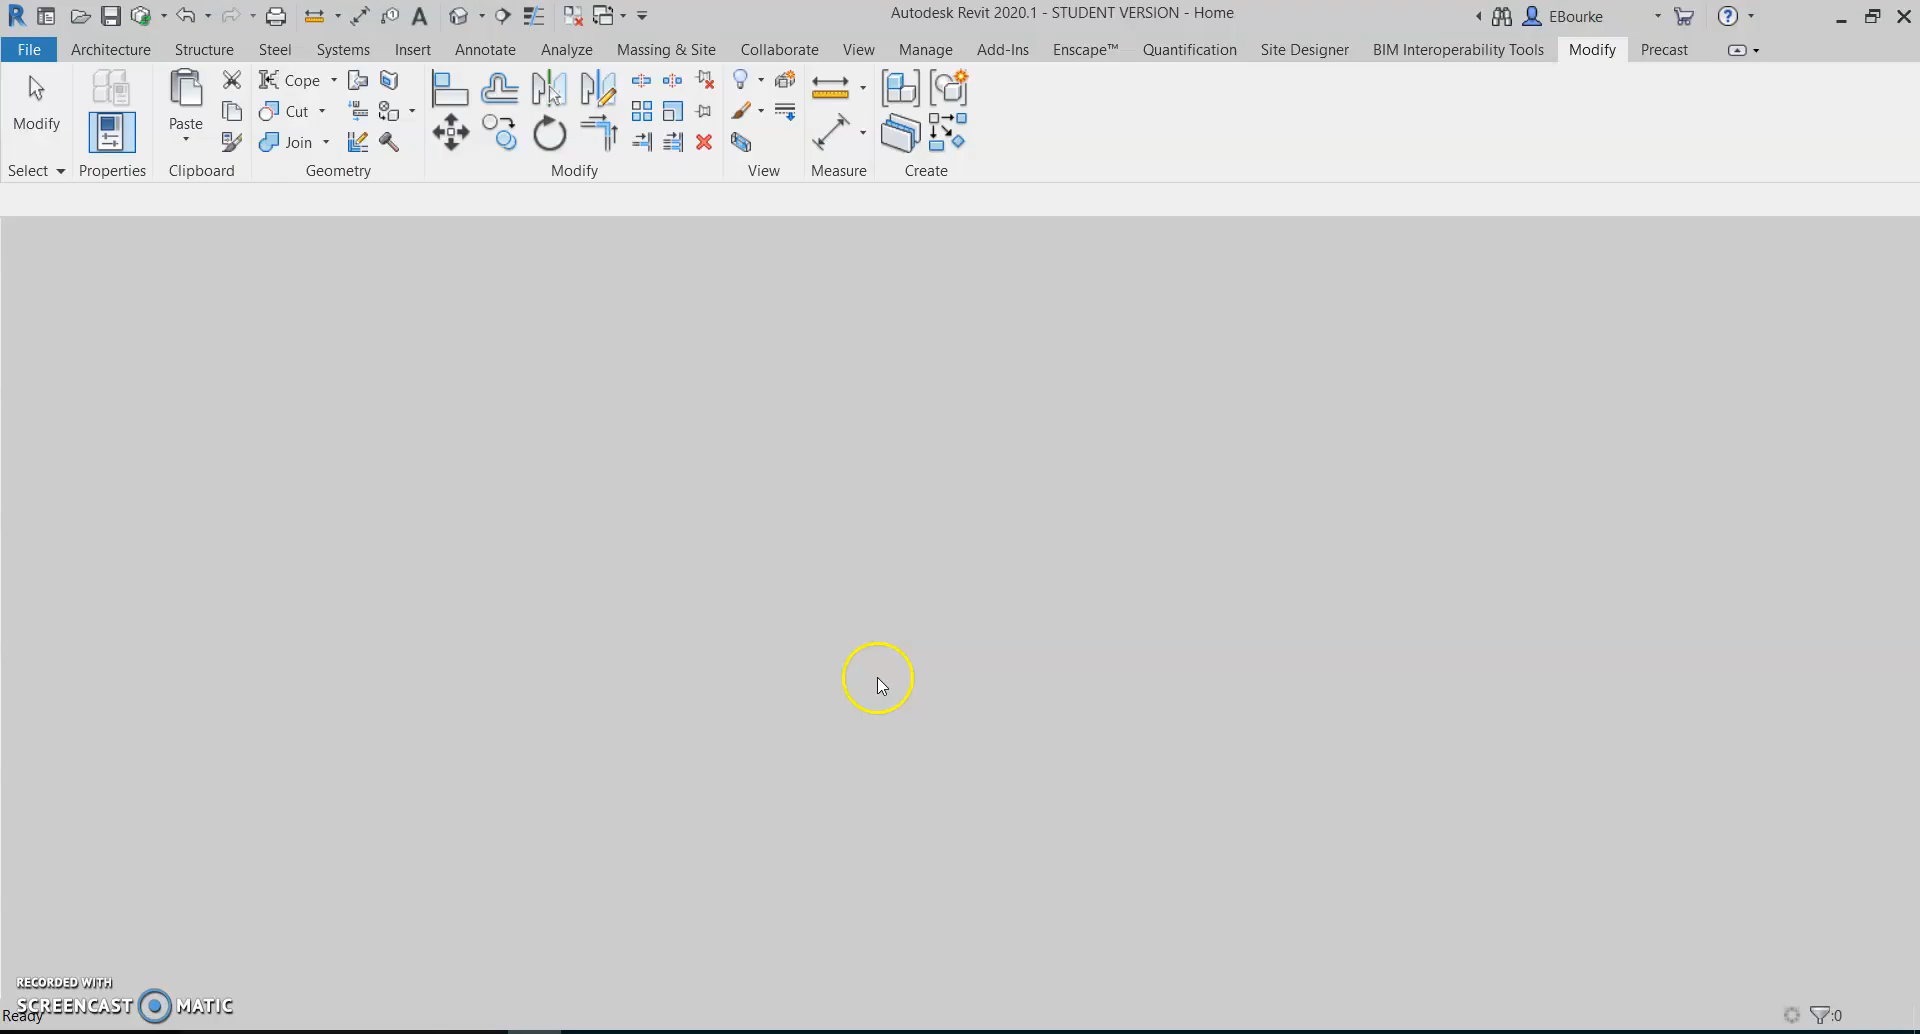 Autodesk Revit 2020.1 - STUDENT VERSION - Home
EBourke
File Architecture Structure Steel Systems Insert Annotate Analyze Massing & Site Collaborate View Manage Add-Ins Enscape™ Quantification Site Designer BIM Interoperability Tools Modify Precast
Cope
Cut
Modify Paste
Join
Select Properties Clipboard Geometry Modify View Measure Create
RECORDED WITH
SCREENCAST MATIC
Ready
:0